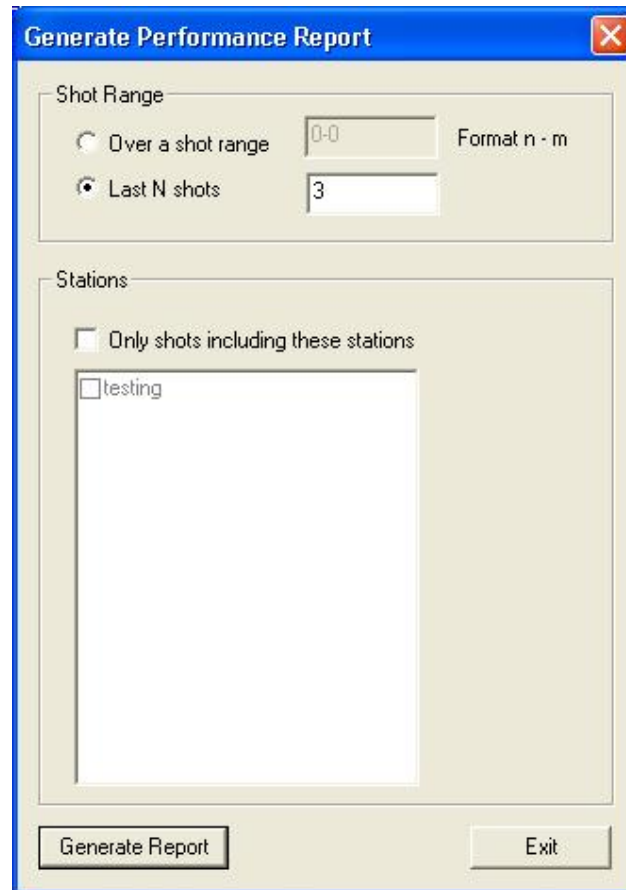 Generate Performance Report
Shot Range
Over a shot range 0-0 Format n - m
Last N shots 3
Stations
Only shots including these stations
testing
Generate Report Exit